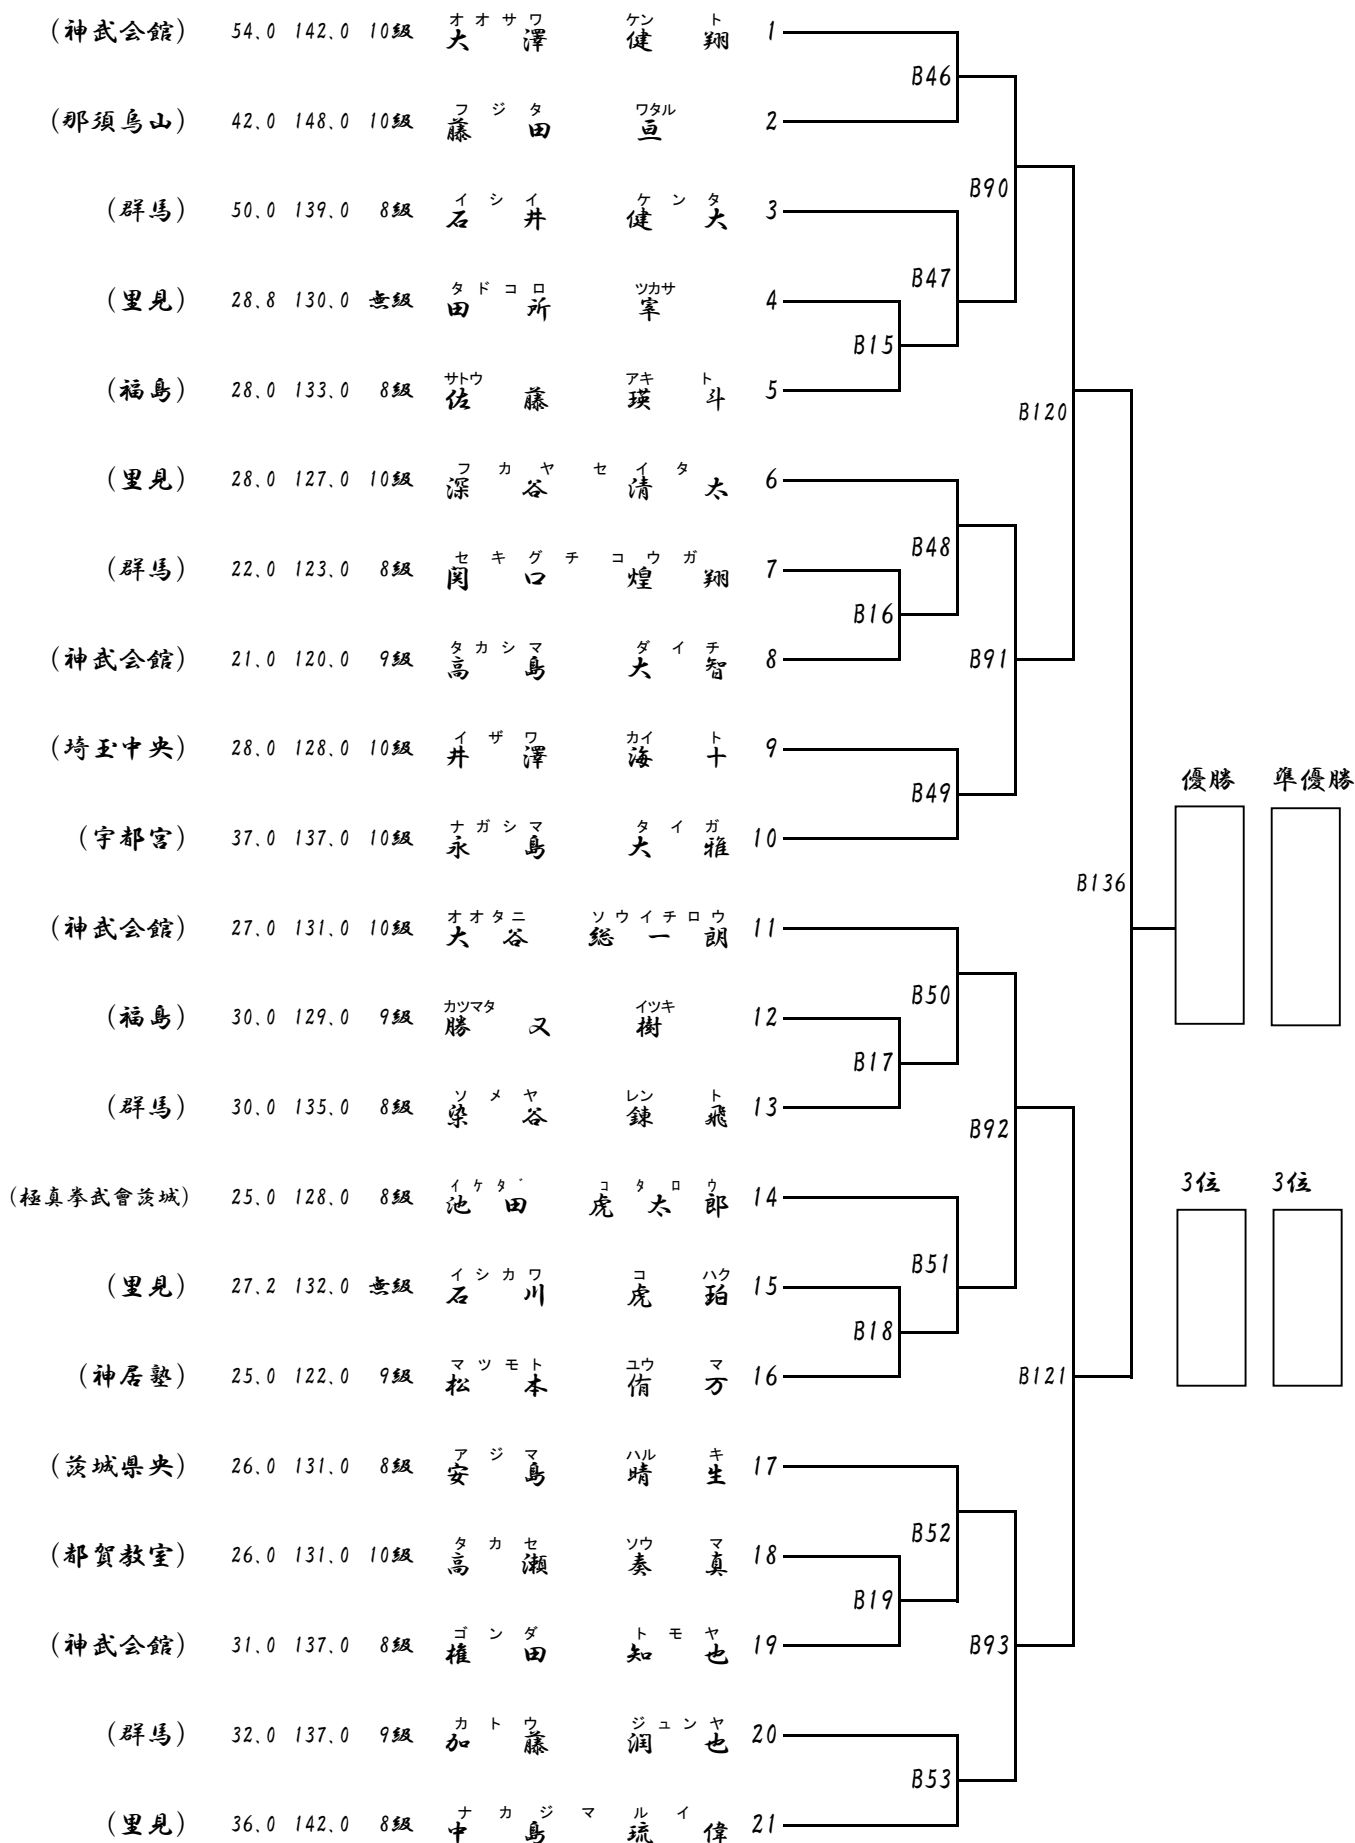 オオサワ ケン ト
(神武会館) 54.0 142.0 10級 大澤 健翔 1
B46
フジタ ワタル
(那須烏山) 42.0 148.0 10級 藤田 亘 2
B90
イシイ ケンタ
(群馬) 50.0 139.0 8級 石井 健大 3
B47
タドコロ ツカサ
(里見) 28.8 130.0 無級 田所 宰 4
B15
サトウ アキ ト
(福島) 28.0 133.0 8級 佐藤 瑛斗 5
B120
フカヤ セイタ
(里見) 28.0 127.0 10級 深谷 清太 6
B48
セキグチ コウガ
(群馬) 22.0 123.0 8級 関口 煌翔 7
B16
タカシマ ダイチ
(神武会館) 21.0 120.0 9級 高島 大智 8
B91
イザワ カイ ト
(埼玉中央) 28.0 128.0 10級 井澤 海十 9
優勝 準優勝
B49
ナガシマ タイガ
(宇都宮) 37.0 137.0 10級 永島 大雅 10
B136
オオタニ ソウイチロウ
(神武会館) 27.0 131.0 10級 大谷 総一朗 11
B50
カツマタ イツキ
(福島) 30.0 129.0 9級 勝又 樹 12
B17
ソメヤ レン ト
(群馬) 30.0 135.0 8級 染谷 錬飛 13
B92
3位 3位
イケダ コタロウ
(極真拳武會茨城) 25.0 128.0 8級 池田 虎太郎 14
B51
イシカワ コ ハク
(里見) 27.2 132.0 無級 石川 虎珀 15
B18
マツモト ユウ マ
(神居塾) 25.0 122.0 9級 松本 侑万 16
B121
アジマ ハル キ
(茨城県央) 26.0 131.0 8級 安島 晴生 17
B52
タカセ ソウ マ
(都賀教室) 26.0 131.0 10級 高瀬 奏真 18
B19
ゴンダ トモヤ
(神武会館) 31.0 137.0 8級 権田 知也 19
B93
カトウ ジュンヤ
(群馬) 32.0 137.0 9級 加藤 潤也 20
B53
ナカジマ ルイ
(里見) 36.0 142.0 8級 中島 琉偉 21